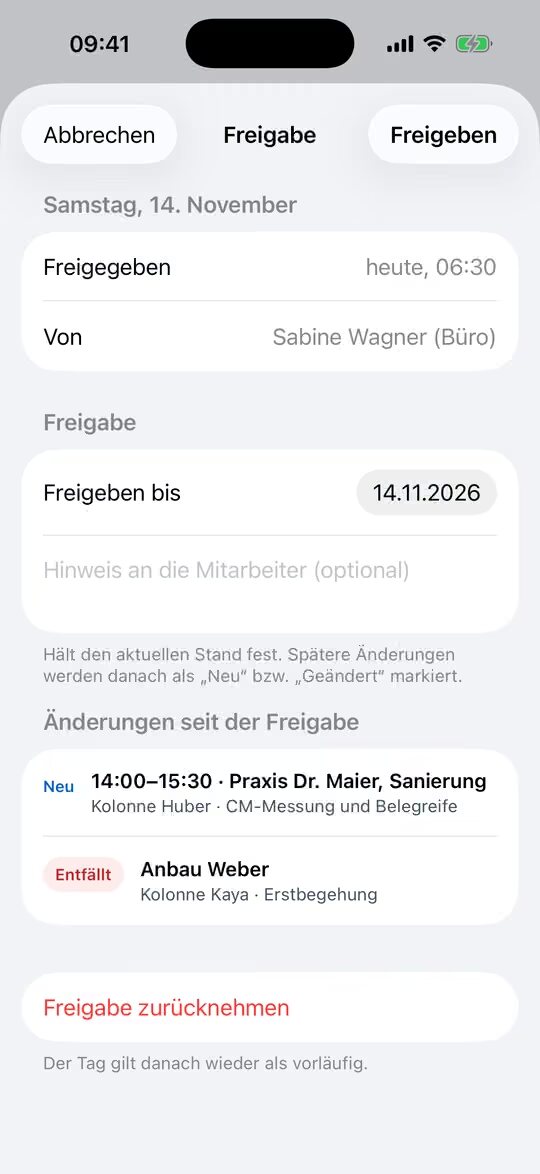 09:41
Abbrechen
Freigabe
Freigeben
Samstag, 14. November
Freigegeben
heute, 06:30
Von
Sabine Wagner (Büro)
Freigabe
Freigeben bis
14.11.2026
Hinweis an die Mitarbeiter (optional)
Hält den aktuellen Stand fest. Spätere Änderungen
werden danach als „Neu“ bzw. „Geändert“ markiert.
Änderungen seit der Freigabe
Neu
14:00–15:30 · Praxis Dr. Maier, Sanierung
Kolonne Huber · CM-Messung und Belegreife
Entfällt
Anbau Weber
Kolonne Kaya · Erstbegehung
Freigabe zurücknehmen
Der Tag gilt danach wieder als vorläufig.